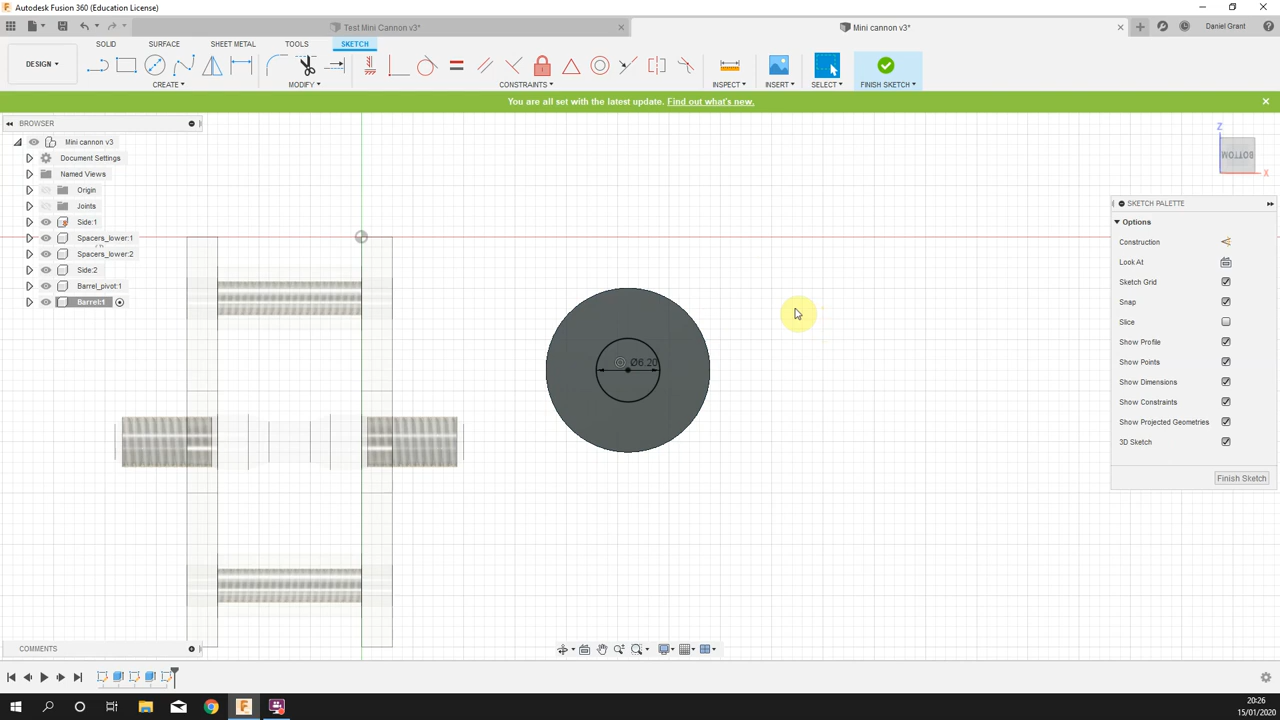 Autodesk Fusion 360 (Education License)
Test Mini Cannon v3*
Mini cannon v3*
Daniel Grant
DESIGN
SOLID
SURFACE
SHEET METAL
TOOLS
SKETCH
CREATE
MODIFY
CONSTRAINTS
INSPECT
INSERT
SELECT
FINISH SKETCH
You are all set with the latest update. Find out what's new.
BROWSER
Mini cannon v3
Document Settings
Named Views
Origin
Joints
Side:1
Spacers_lower:1
Spacers_lower:2
Side:2
Barrel_pivot:1
Barrel:1
Ø6.20
Z
BOTTOM
X
SKETCH PALETTE
Options
Construction
Look At
Sketch Grid
Snap
Slice
Show Profile
Show Points
Show Dimensions
Show Constraints
Show Projected Geometries
3D Sketch
Finish Sketch
COMMENTS
20:26
15/01/2020